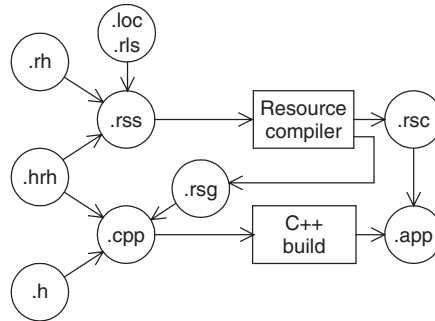 .loc
.rls
.rh
.rss
Resource
compiler
.rsc
.hrh
.rsg
.cpp
C++
build
.app
.h